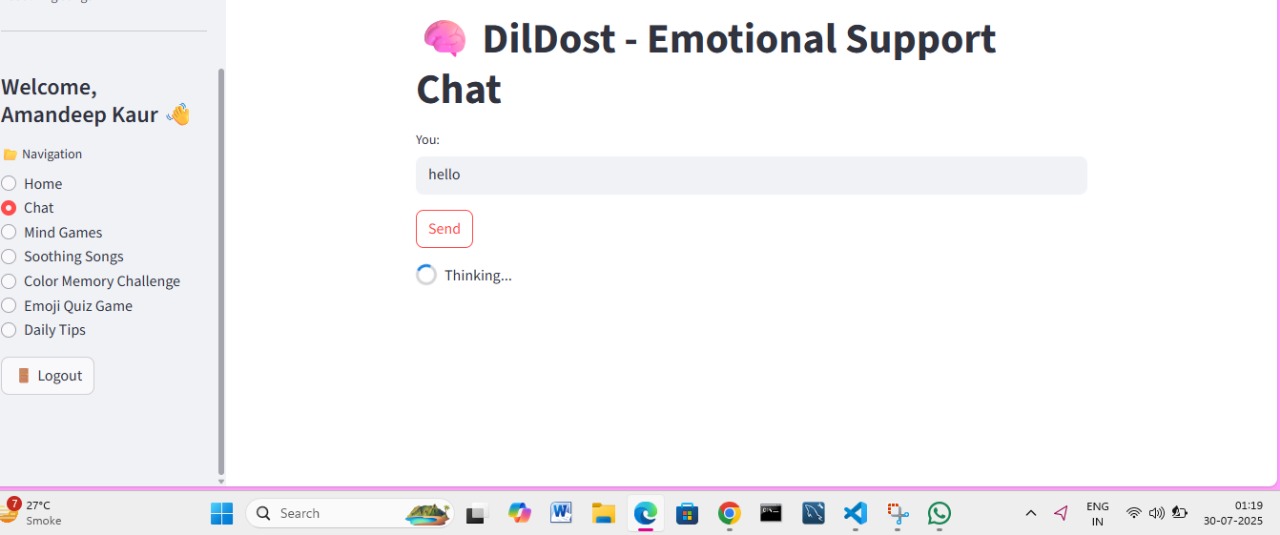 Welcome,
Amandeep Kaur 👋
📁 Navigation
Home
Chat
Mind Games
Soothing Songs
Color Memory Challenge
Emoji Quiz Game
Daily Tips
🚪 Logout
🧠 DilDost - Emotional Support
Chat
You:
hello
Send
Thinking...
7
27°C
Smoke
Search
ENG
IN
01:19
30-07-2025